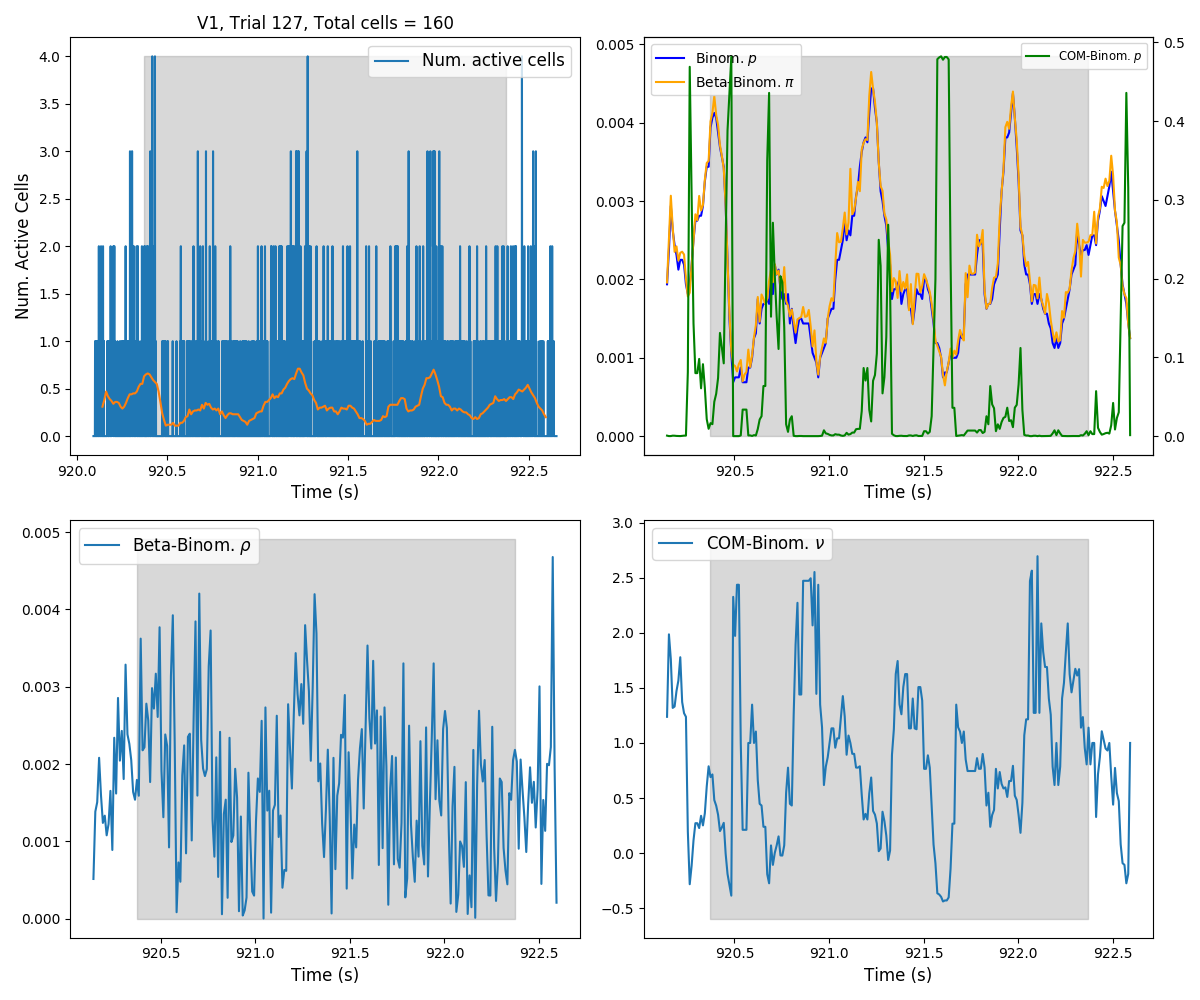 V1, Trial 127, Total cells = 160
Num. active cells
Num. Active Cells
4.0
3.5
3.0
2.5
2.0
1.5
1.0
0.5
0.0
920.0 920.5 921.0 921.5 922.0 922.5
Time (s)
Binom. p
Beta-Binom. π
COM-Binom. p
0.005
0.004
0.003
0.002
0.001
0.000
0.5
0.4
0.3
0.2
0.1
0.0
920.5 921.0 921.5 922.0 922.5
Time (s)
Beta-Binom. ρ
0.005
0.004
0.003
0.002
0.001
0.000
920.5 921.0 921.5 922.0 922.5
Time (s)
COM-Binom. ν
3.0
2.5
2.0
1.5
1.0
0.5
0.0
−0.5
920.5 921.0 921.5 922.0 922.5
Time (s)